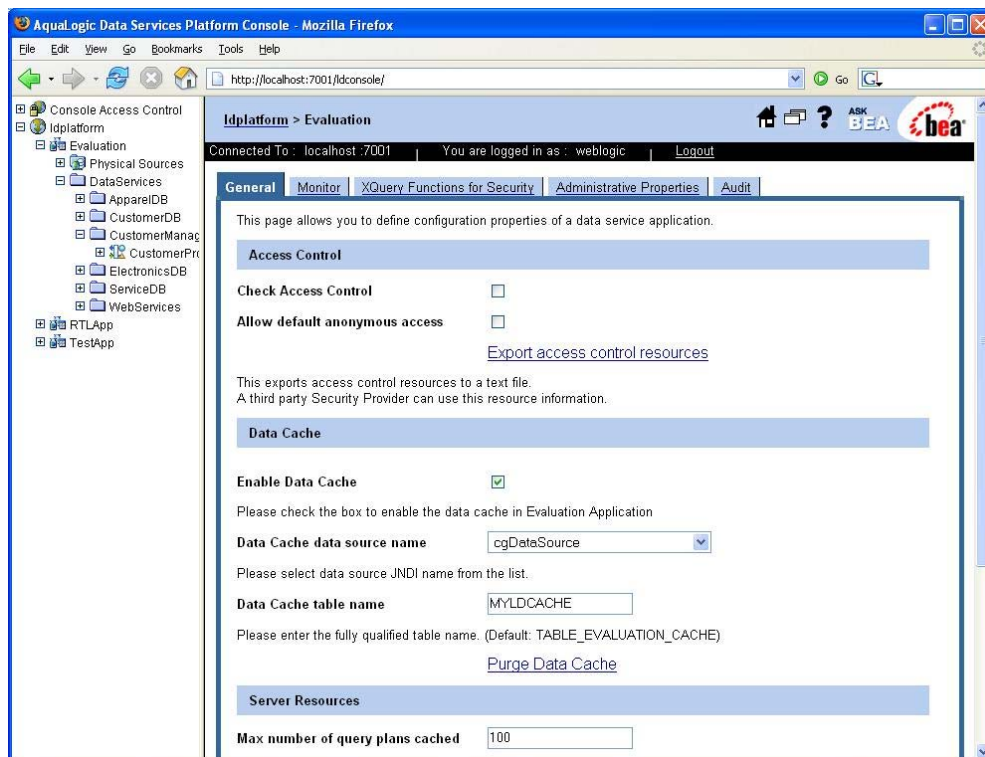 AquaLogic Data Services Platform Console - Mozilla Firefox
File Edit View Go Bookmarks Tools Help
http://localhost:7001/ldconsole/ Go G
Console Access Control
ldplatform
Evaluation
Physical Sources
DataServices
ApparelDB
CustomerDB
CustomerManag
CustomerPro
ElectronicsDB
ServiceDB
WebServices
RTLApp
TestApp
ldplatform > Evaluation
? ASK BEA bea
Connected To : localhost :7001 | You are logged in as : weblogic | Logout
General Monitor XQuery Functions for Security Administrative Properties Audit
This page allows you to define configuration properties of a data service application.
Access Control
Check Access Control
Allow default anonymous access
Export access control resources
This exports access control resources to a text file.
A third party Security Provider can use this resource information.
Data Cache
Enable Data Cache
Please check the box to enable the data cache in Evaluation Application
Data Cache data source name cgDataSource
Please select data source JNDI name from the list.
Data Cache table name MYLDCACHE
Please enter the fully qualified table name. (Default: TABLE_EVALUATION_CACHE)
Purge Data Cache
Server Resources
Max number of query plans cached 100